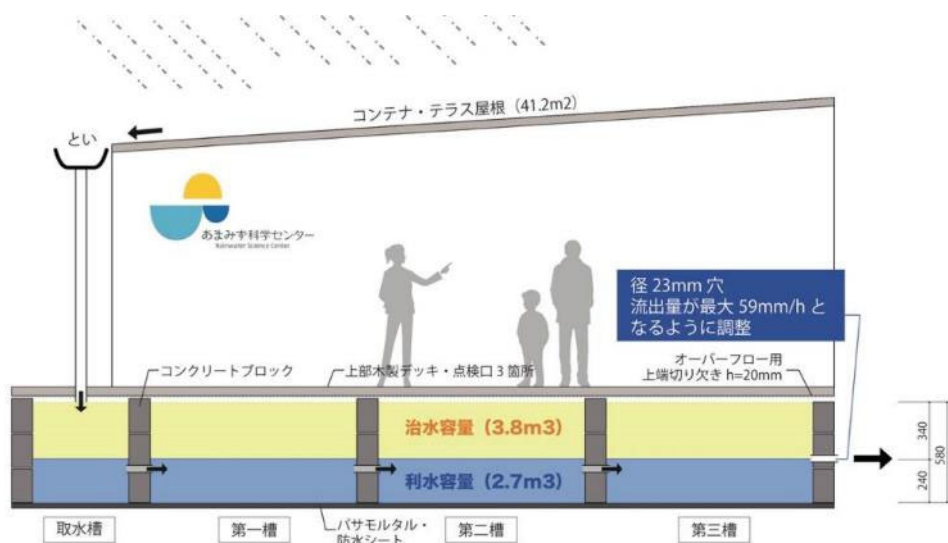 コンテナ・テラス屋根（41.2m2）
とい
あまみず科学センター
Rainwater Science Center
径 23mm 穴
流出量が最大 59mm/h と
なるように調整
コンクリートブロック
上部木製デッキ・点検口 3 箇所
オーバーフロー用
上端切り欠き h=20mm
治水容量（3.8m3）
利水容量（2.7m3）
340
240
580
取水槽
第一槽
バサモルタル・
防水シート
第二槽
第三槽